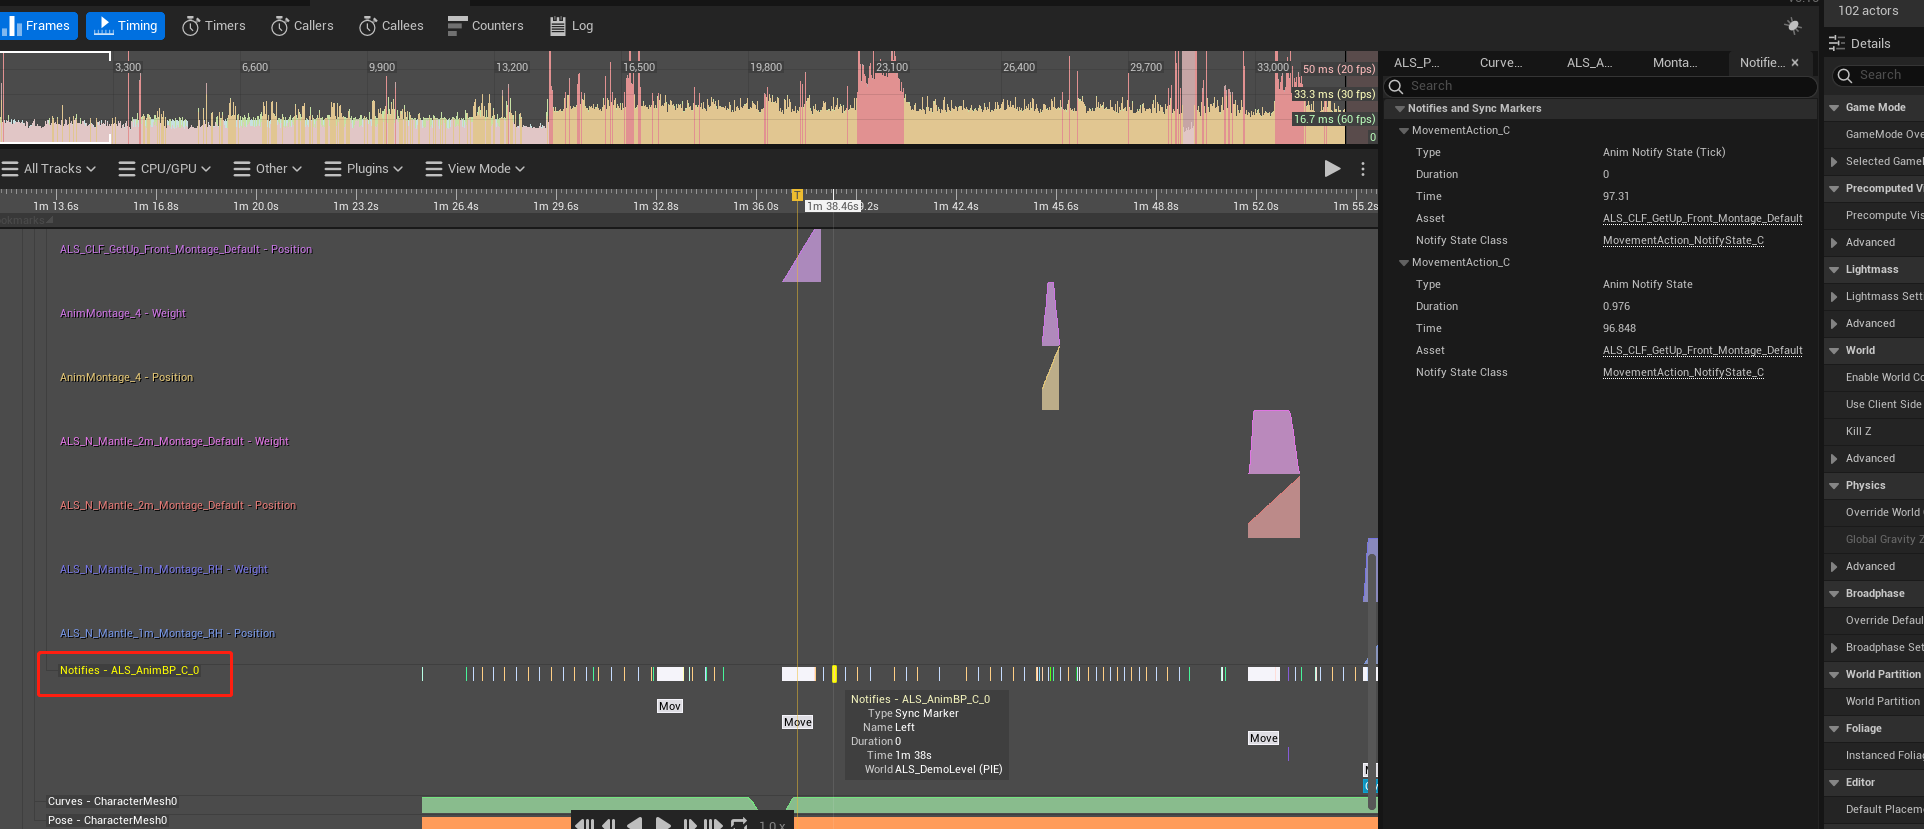 Frames Timing Timers Callers Callees Counters Log
102 actors
Details
Search
3,300 6,600 9,900 13,200 16,500 19,800 23,100 26,400 29,700 33,000
50 ms (20 fps)
33.3 ms (30 fps)
16.7 ms (60 fps)
0
All Tracks CPU/GPU Other Plugins View Mode
1m 13.6s 1m 16.8s 1m 20.0s 1m 23.2s 1m 26.4s 1m 29.6s 1m 32.8s 1m 36.0s 1m 38.46s 9.2s 1m 42.4s 1m 45.6s 1m 48.8s 1m 52.0s 1m 55.2s
T
okmarks
ALS_CLF_GetUp_Front_Montage_Default - Position
AnimMontage_4 - Weight
AnimMontage_4 - Position
ALS_N_Mantle_2m_Montage_Default - Weight
ALS_N_Mantle_2m_Montage_Default - Position
ALS_N_Mantle_1m_Montage_RH - Weight
ALS_N_Mantle_1m_Montage_RH - Position
Notifies - ALS_AnimBP_C_0
Mov
Move
Move
Notifies - ALS_AnimBP_C_0
Type Sync Marker
Name Left
Duration 0
Time 1m 38s
World ALS_DemoLevel (PIE)
Curves - CharacterMesh0
Pose - CharacterMesh0
1.0x
ALS_P... Curve... ALS_A... Monta... Notifie... ×
Search
Notifies and Sync Markers
MovementAction_C
Type Anim Notify State (Tick)
Duration 0
Time 97.31
Asset ALS_CLF_GetUp_Front_Montage_Default
Notify State Class MovementAction_NotifyState_C
MovementAction_C
Type Anim Notify State
Duration 0.976
Time 96.848
Asset ALS_CLF_GetUp_Front_Montage_Default
Notify State Class MovementAction_NotifyState_C
Game Mode
GameMode Ove
Selected Gamel
Precomputed Vi
Precompute Vis
Advanced
Lightmass
Lightmass Sett
Advanced
World
Enable World Co
Use Client Side
Kill Z
Advanced
Physics
Override World
Global Gravity Z
Advanced
Broadphase
Override Defaul
Broadphase Set
World Partition
World Partition
Foliage
Instanced Foliag
Editor
Default Placem